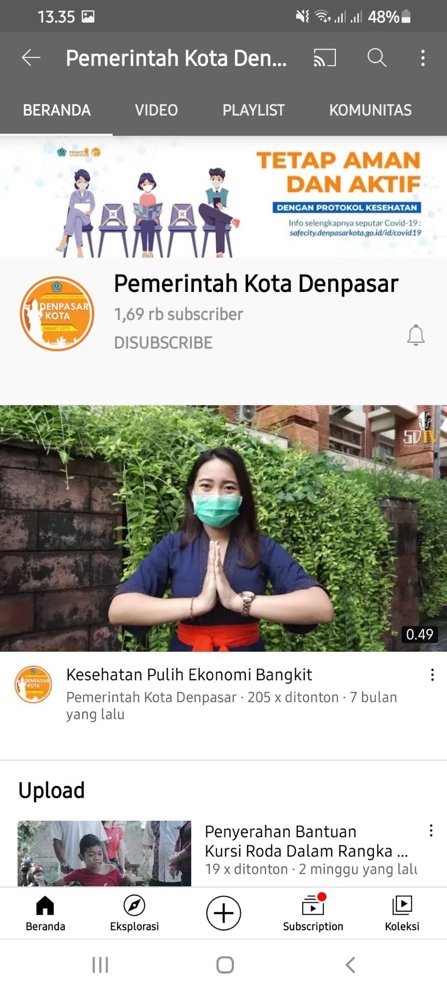 13.35
48%
Pemerintah Kota Den...
BERANDA
VIDEO
PLAYLIST
KOMUNITAS
TETAP AMAN
DAN AKTIF
DENGAN PROTOKOL KESEHATAN
Info selengkapnya seputar Covid-19 :
safecity.denpasarkota.go.id/id/covid19
DENPASAR
KOTA
Pemerintah Kota Denpasar
1,69 rb subscriber
DISUBSCRIBE
0.49
Kesehatan Pulih Ekonomi Bangkit
Pemerintah Kota Denpasar · 205 x ditonton · 7 bulan
yang lalu
Upload
Penyerahan Bantuan
Kursi Roda Dalam Rangka ...
19 x ditonton · 2 minggu yang lalu
Beranda
Eksplorasi
Subscription
Koleksi